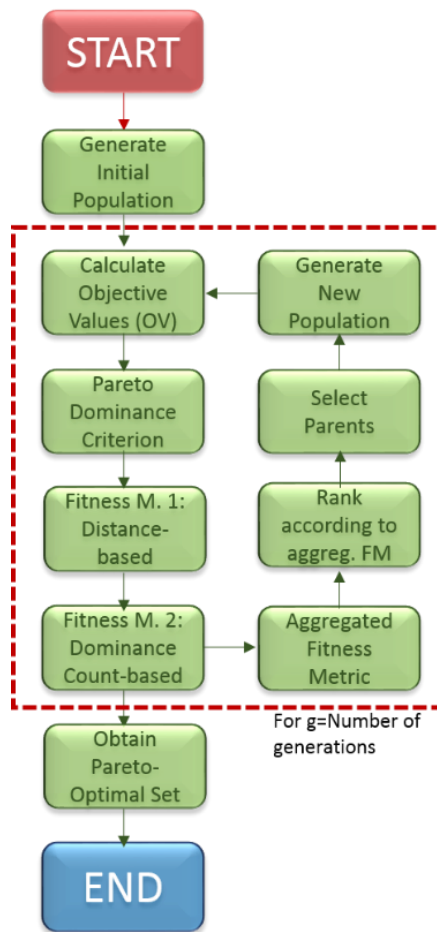 START
Generate
Initial
Population
Calculate
Objective
Values (OV)
Pareto
Dominance
Criterion
Fitness M. 1:
Distance-
based
Fitness M. 2:
Dominance
Count-based
Generate
New
Population
Select
Parents
Rank
according to
aggreg. FM
Aggregated
Fitness
Metric
For g=Number of
generations
Obtain
Pareto-
Optimal Set
END